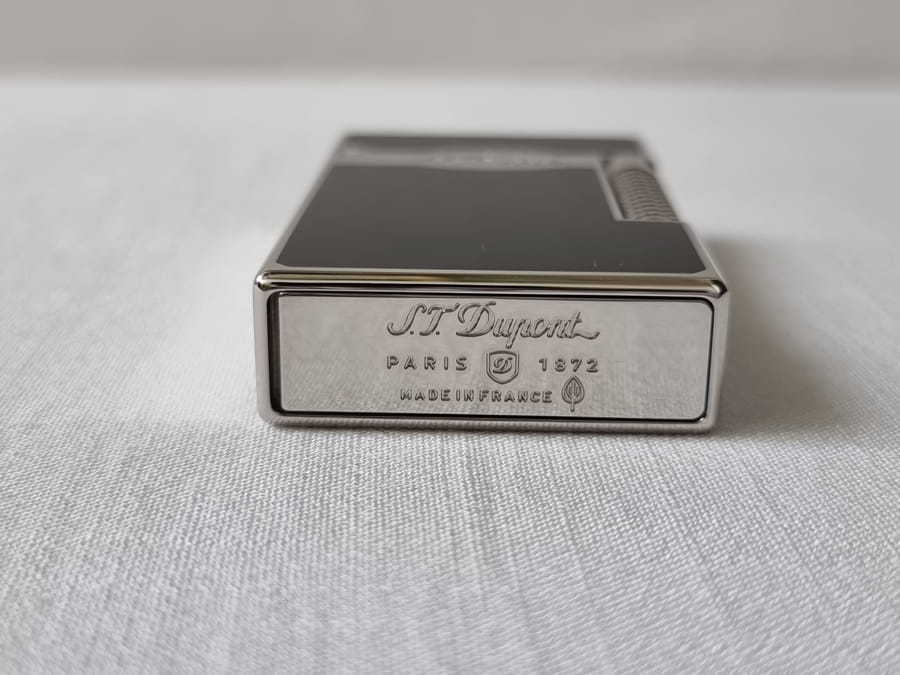 S.T. Dupont
PARIS D 1872
MADE IN FRANCE